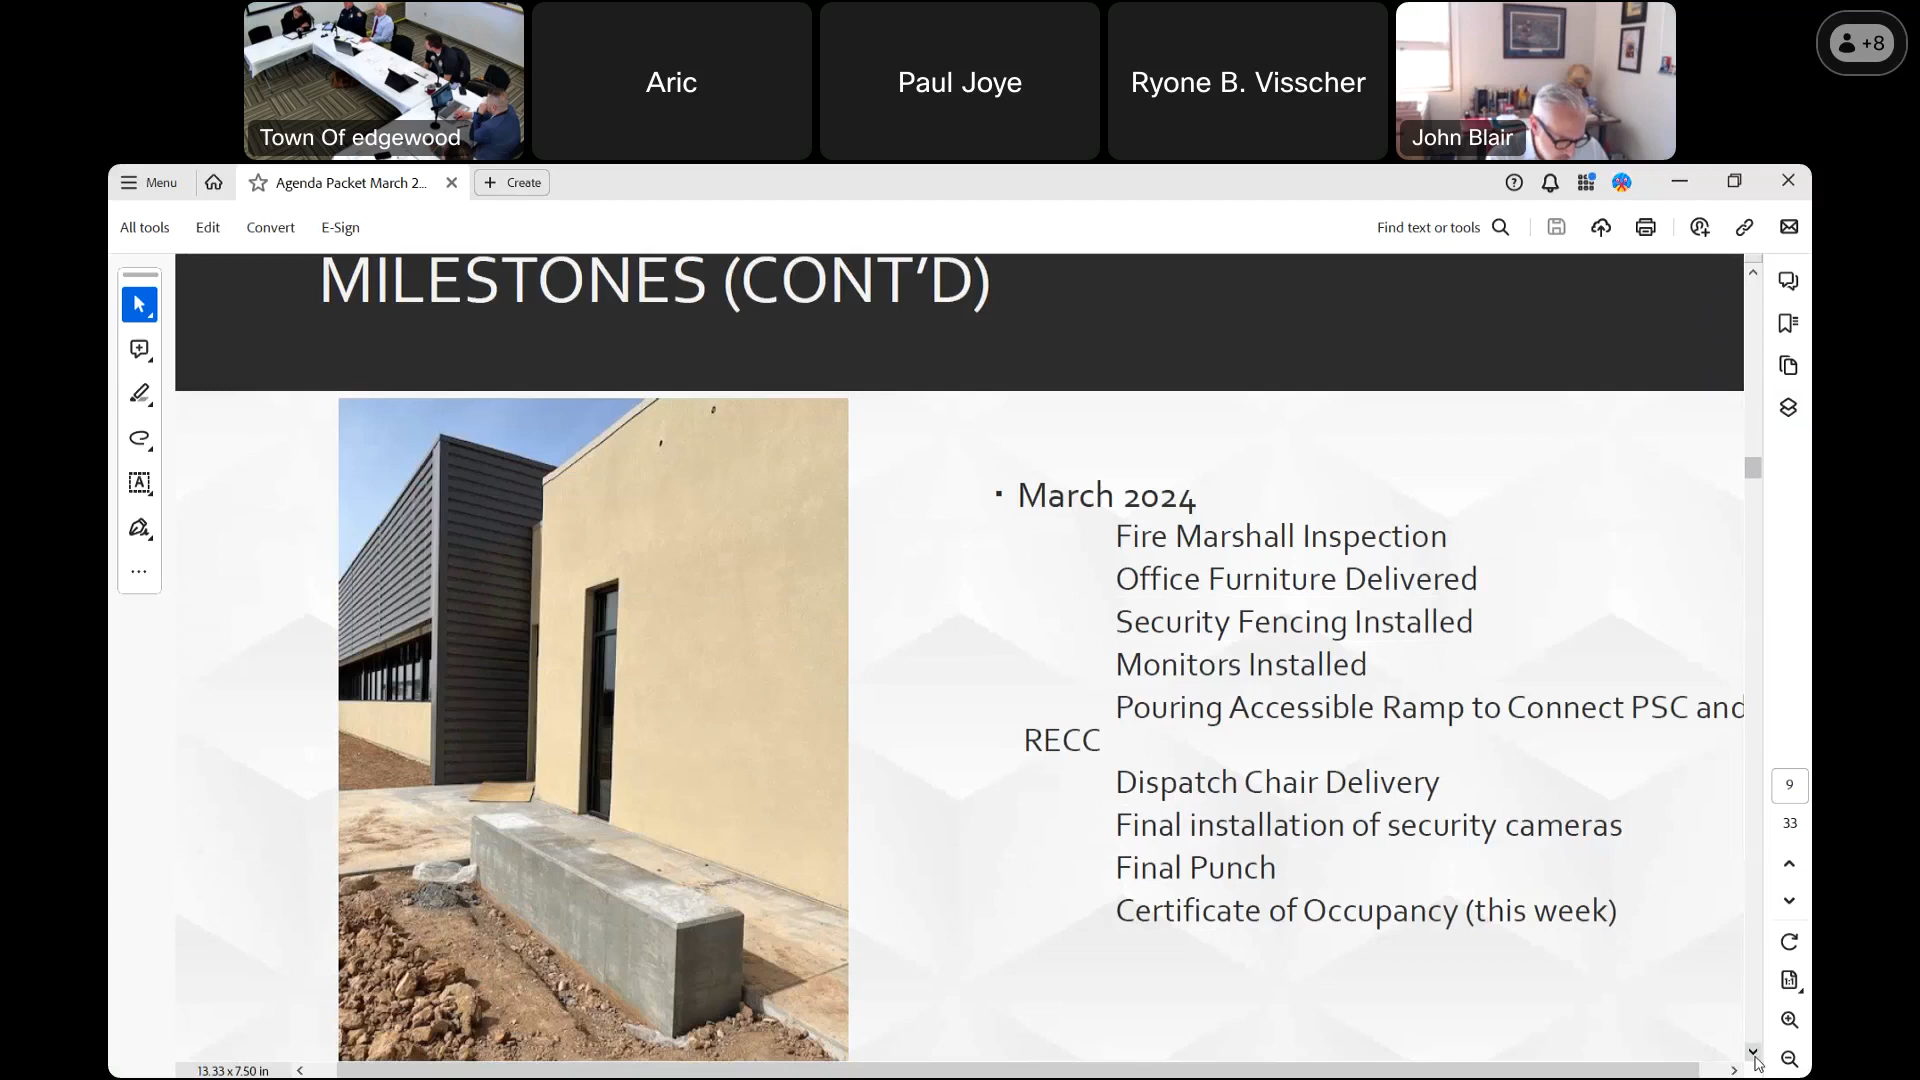 Town Of edgewood
Aric
Paul Joye
Ryone B. Visscher
John Blair
+8
Menu
Agenda Packet March 2...
Create
All tools
Edit
Convert
E-Sign
Find text or tools
MILESTONES (CONT’D)
▪ March 2024
Fire Marshall Inspection
Office Furniture Delivered
Security Fencing Installed
Monitors Installed
Pouring Accessible Ramp to Connect PSC and
RECC
Dispatch Chair Delivery
Final installation of security cameras
Final Punch
Certificate of Occupancy (this week)
9
33
13.33 x 7.50 in